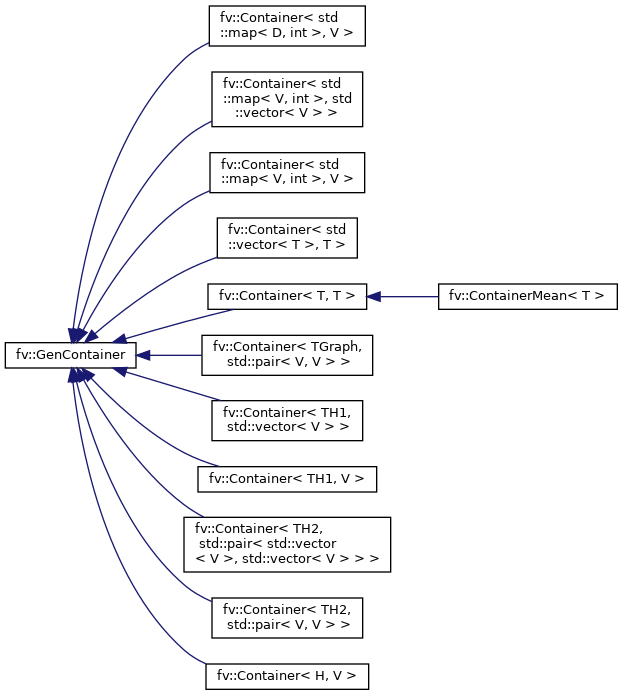 fv::Container< std
::map< D, int >, V >
fv::Container< std
::map< V, int >, std
::vector< V > >
fv::Container< std
::map< V, int >, V >
fv::Container< std
::vector< T >, T >
fv::Container< T, T >
fv::ContainerMean< T >
fv::GenContainer
fv::Container< TGraph,
std::pair< V, V > >
fv::Container< TH1,
std::vector< V > >
fv::Container< TH1, V >
fv::Container< TH2,
std::pair< std::vector
< V >, std::vector< V > > >
fv::Container< TH2,
std::pair< V, V > >
fv::Container< H, V >